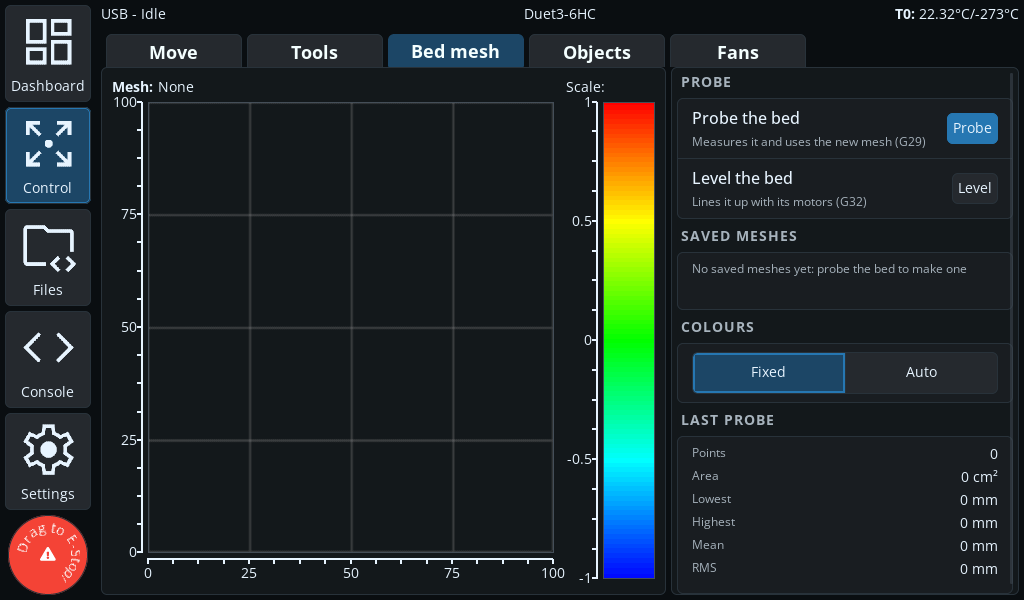 USB - Idle
Duet3-6HC
T0: 22.32°C/-273°C
Dashboard
Control
Files
Console
Settings
Drag to E-Stop!
Move
Tools
Bed mesh
Objects
Fans
Mesh: None
Scale:
100
75
50
25
0
0
25
50
75
100
1
0.5
0
-0.5
-1
PROBE
Probe the bed
Measures it and uses the new mesh (G29)
Probe
Level the bed
Lines it up with its motors (G32)
Level
SAVED MESHES
No saved meshes yet: probe the bed to make one
COLOURS
Fixed
Auto
LAST PROBE
Points 0
Area 0 cm²
Lowest 0 mm
Highest 0 mm
Mean 0 mm
RMS 0 mm